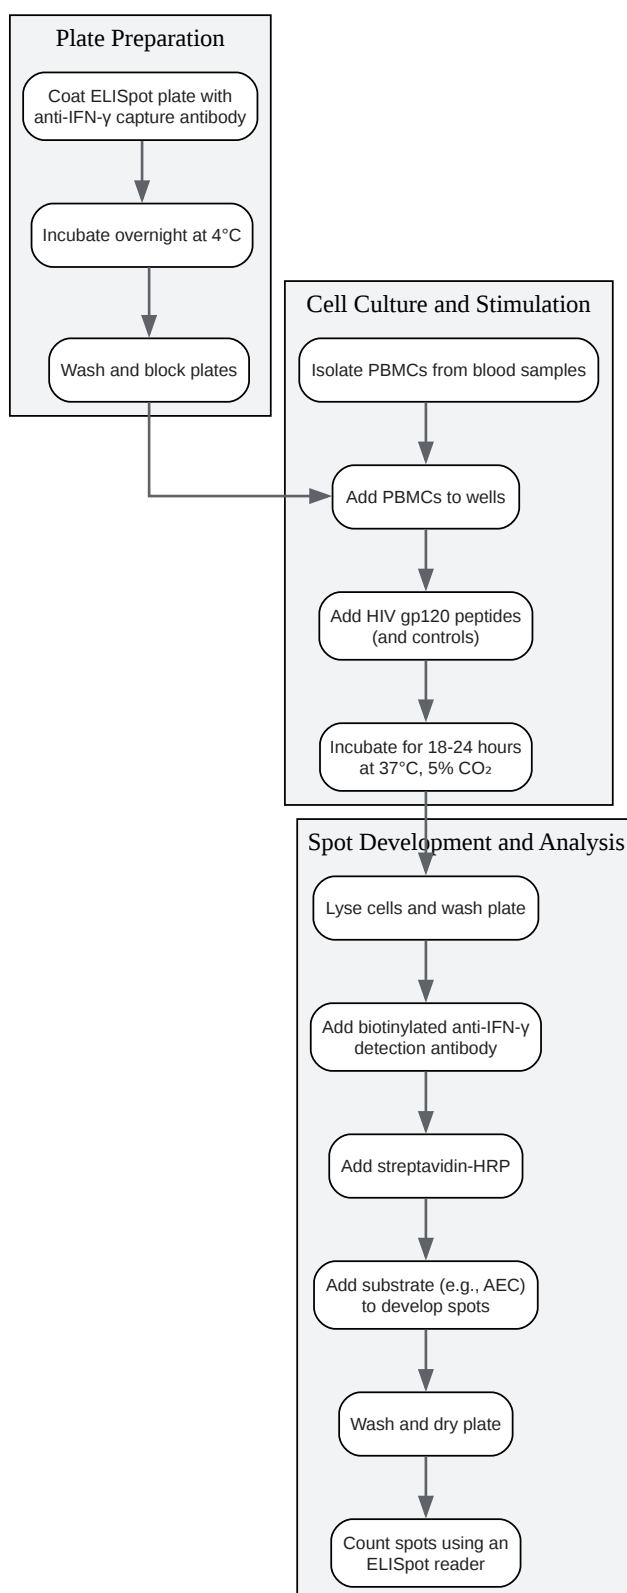 Plate Preparation
Coat ELISpot plate with
anti-IFN-γ capture antibody
Incubate overnight at 4°C
Wash and block plates
Cell Culture and Stimulation
Isolate PBMCs from blood samples
Add PBMCs to wells
Add HIV gp120 peptides
(and controls)
Incubate for 18-24 hours
at 37°C, 5% CO₂
Spot Development and Analysis
Lyse cells and wash plate
Add biotinylated anti-IFN-γ
detection antibody
Add streptavidin-HRP
Add substrate (e.g., AEC)
to develop spots
Wash and dry plate
Count spots using an
ELISpot reader